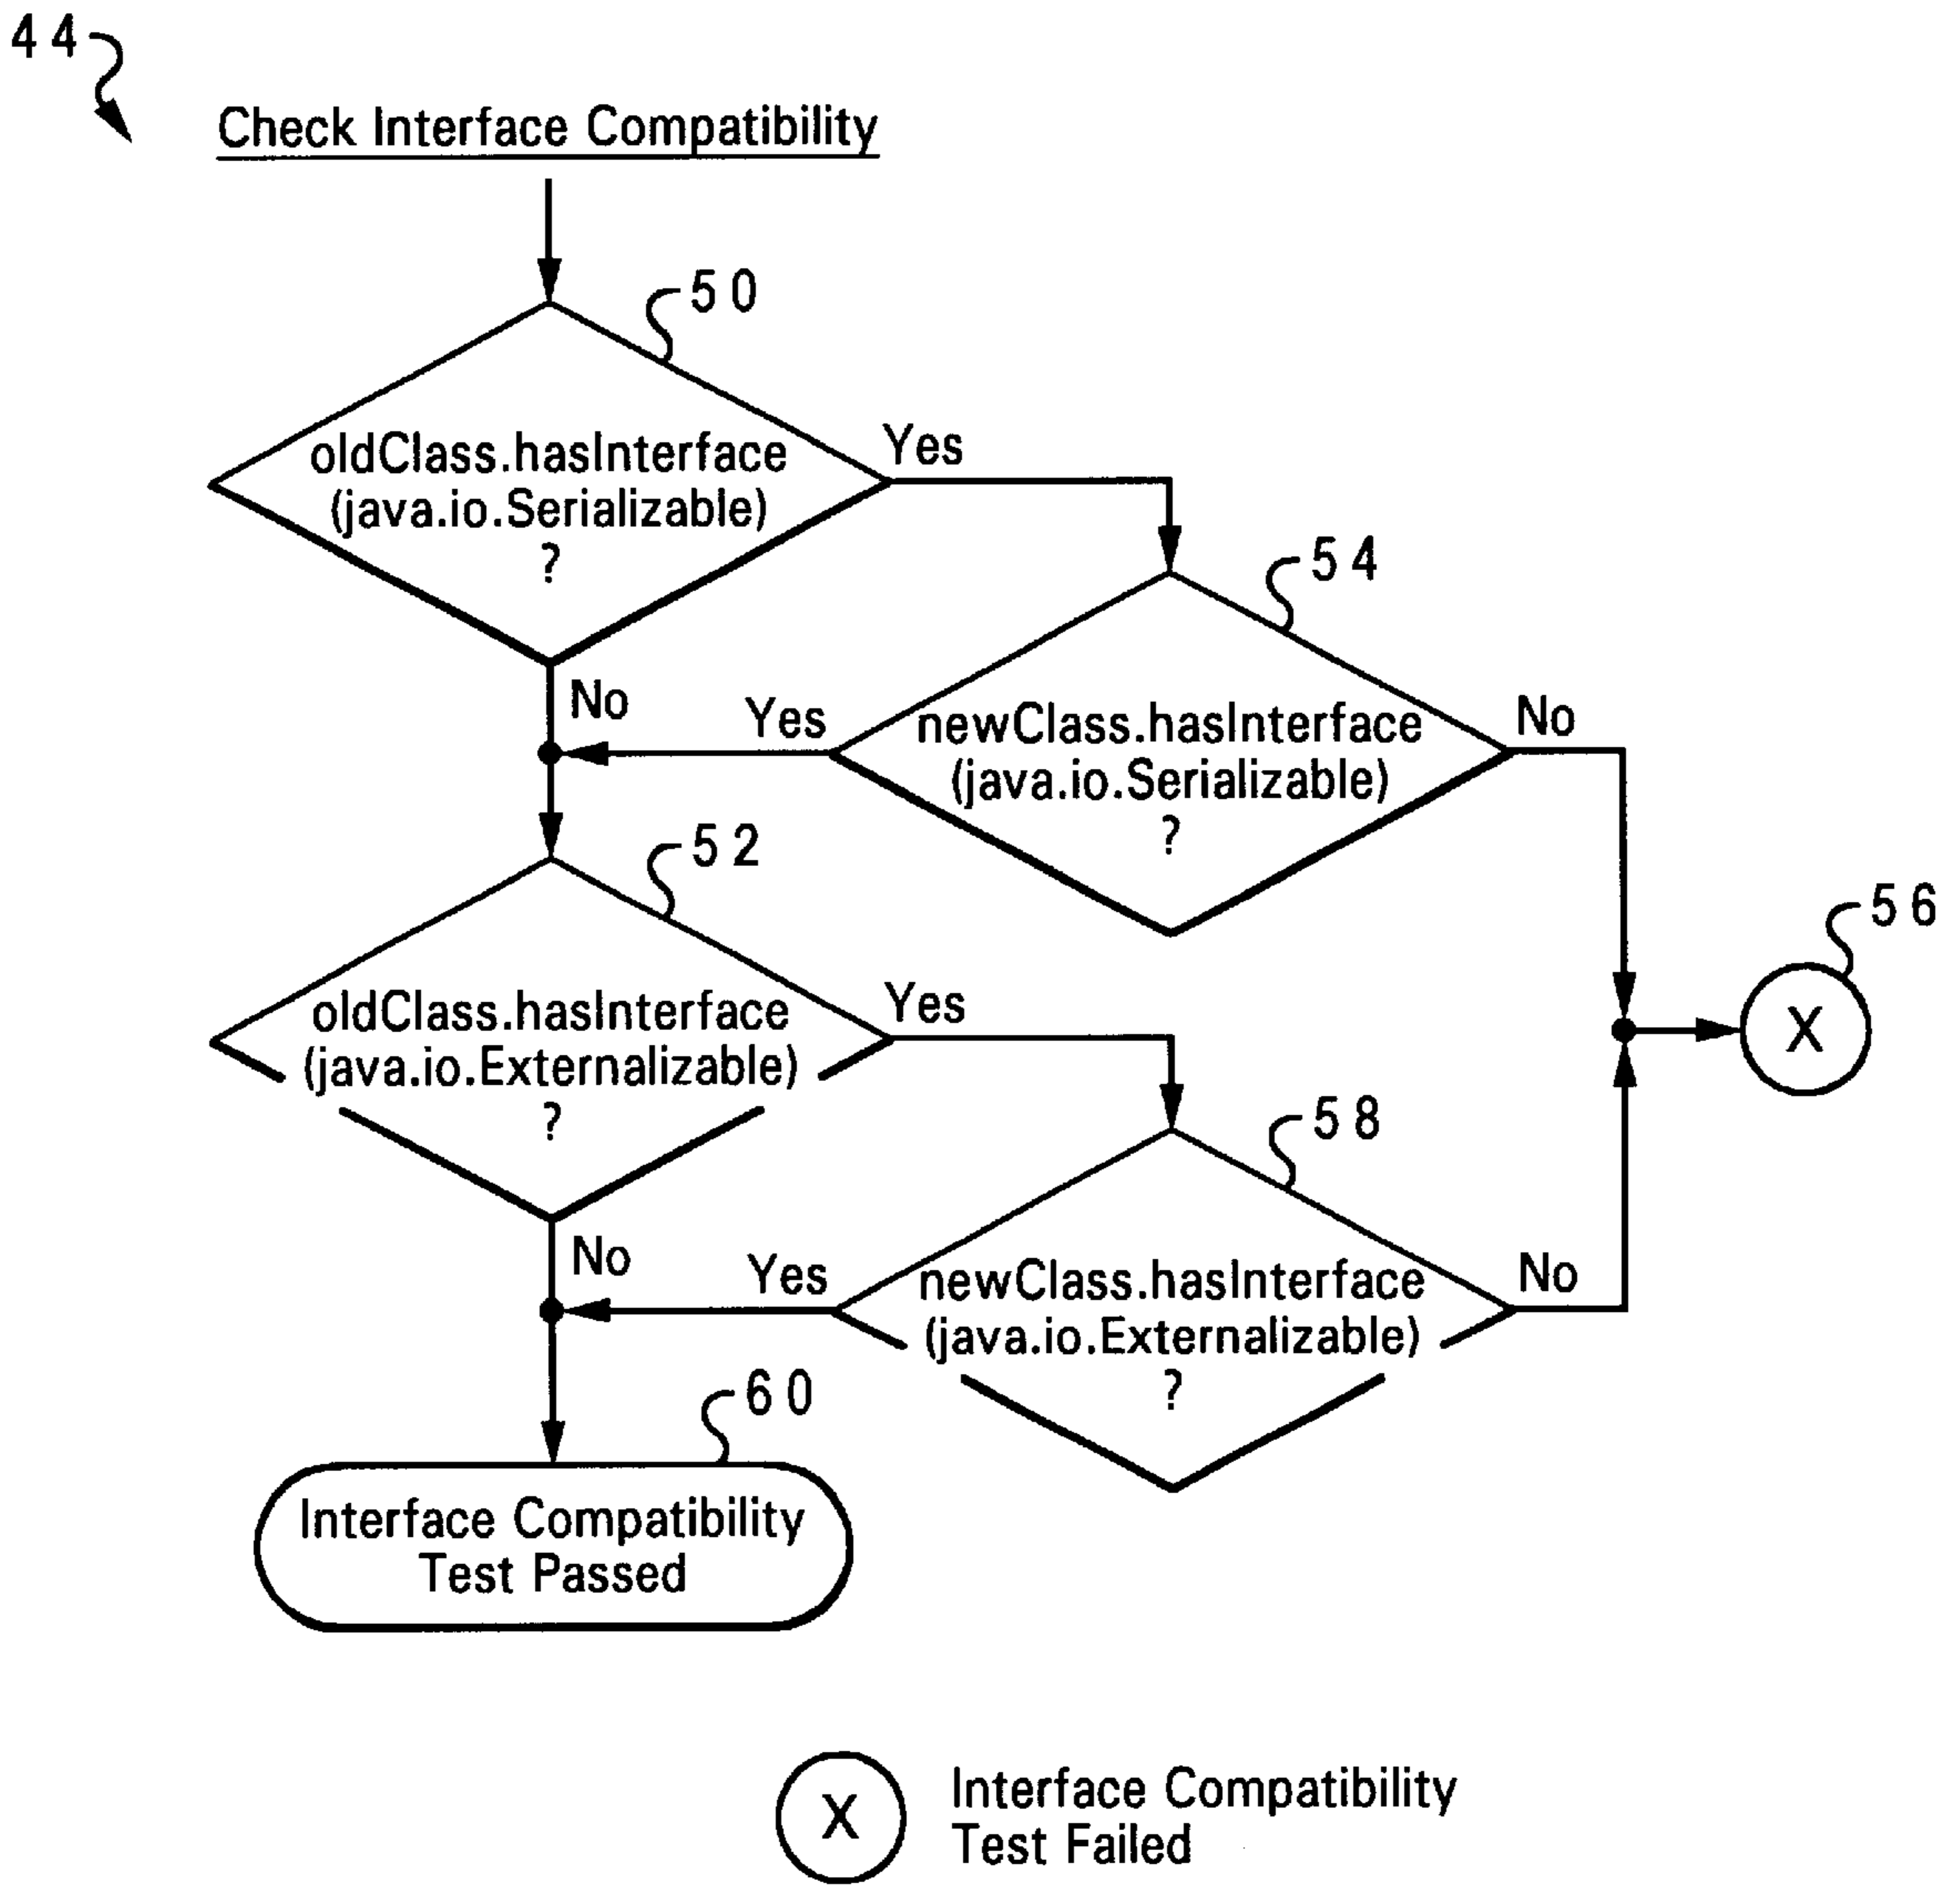 44
Check Interface Compatibility
50
oldClass.hasInterface
(java.io.Serializable)
?
Yes
No
54
newClass.hasInterface
(java.io.Serializable)
?
Yes
No
52
oldClass.hasInterface
(java.io.Externalizable)
?
Yes
No
56
X
58
newClass.hasInterface
(java.io.Externalizable)
?
Yes
No
60
Interface Compatibility
Test Passed
X
Interface Compatibility
Test Failed